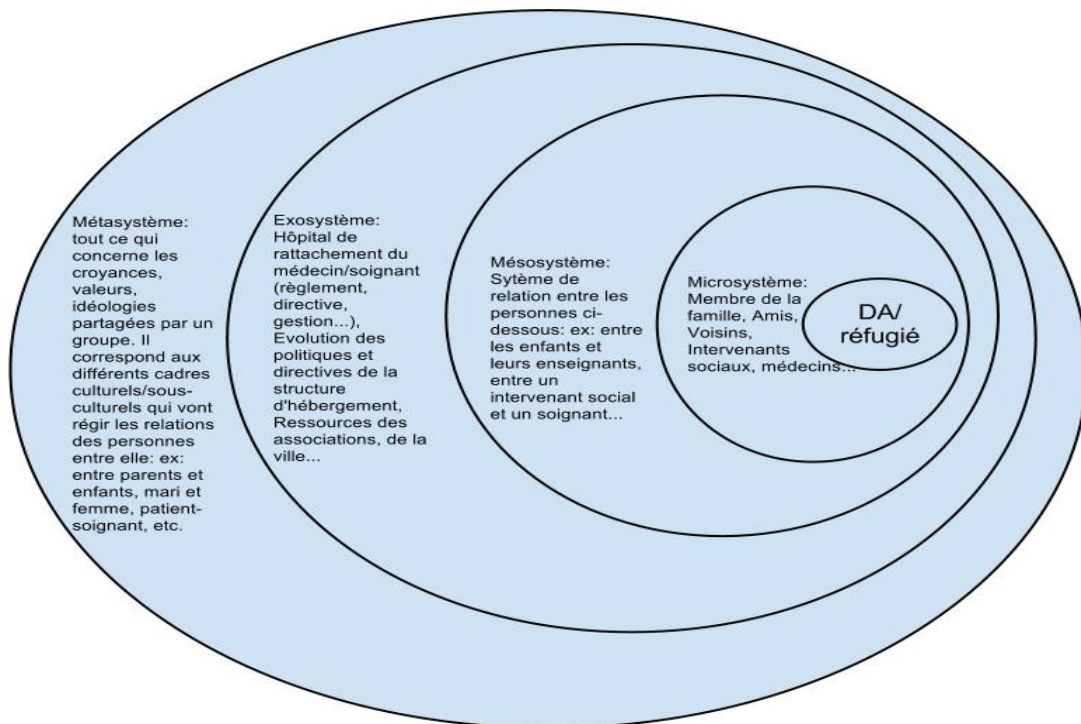 Métasystème:
tout ce qui
concerne les
croyances,
valeurs,
idéologies
partagées par un
groupe. Il
correspond aux
différents cadres
culturels/sous-
culturels qui vont
régir les relations
des personnes
entre elle: ex:
entre parents et
enfants, mari et
femme, patient-
soignant, etc.
Exosystème:
Hôpital de
rattachement du
médecin/soignant
(règlement,
directive,
gestion...),
Evolution des
politiques et
directives de la
structure
d'hébergement,
Ressources des
associations, de la
ville...
Mésosystème:
Sytème de
relation entre les
personnes ci-
dessous: ex: entre
les enfants et
leurs enseignants,
entre un
intervenant social
et un soignant...
Microsystème:
Membre de la
famille, Amis,
Voisins,
Intervenants
sociaux, médecins...
DA/
réfugié